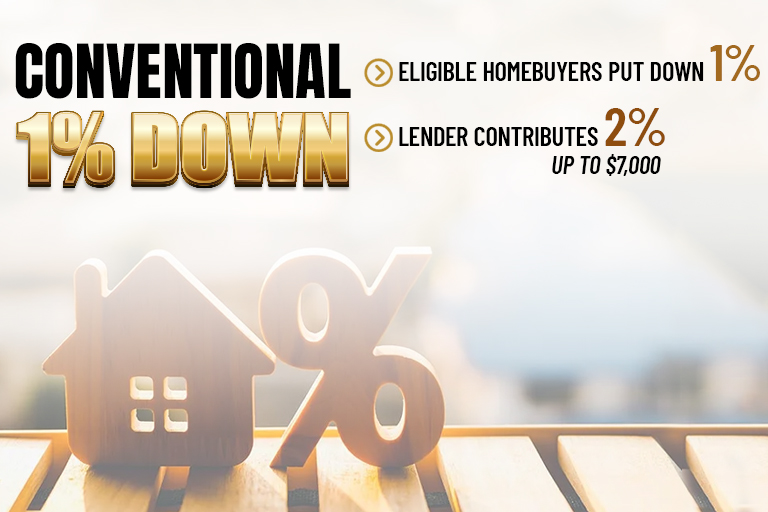 CONVENTIONAL
1% DOWN
ELIGIBLE HOMEBUYERS PUT DOWN 1%
LENDER CONTRIBUTES 2%
UP TO $7,000